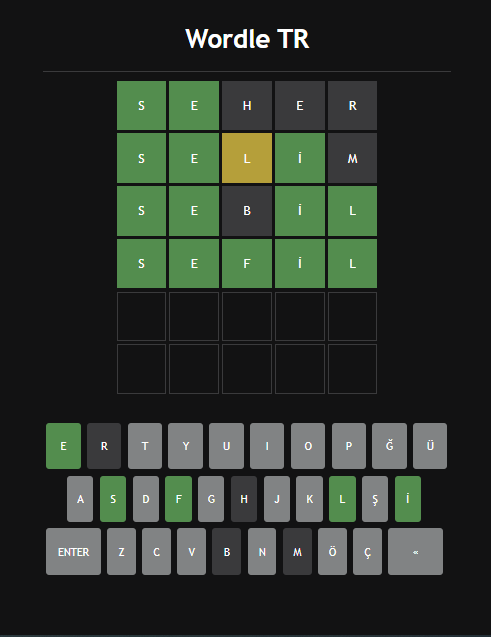 Wordle TR
S E H E R
S E L İ M
S E B İ L
S E F İ L
E R T Y U I O P Ğ Ü
A S D F G H J K L Ş İ
ENTER Z C V B N M Ö Ç «